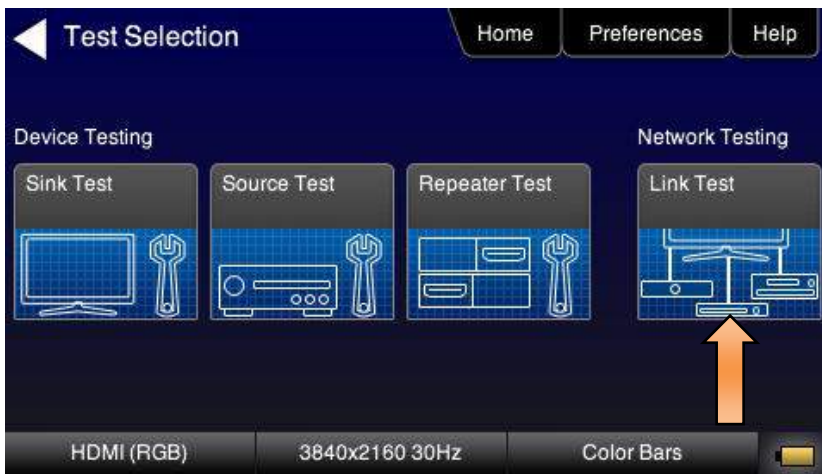 Test Selection
Home
Preferences
Help
Device Testing
Network Testing
Sink Test
Source Test
Repeater Test
Link Test
HDMI (RGB)
3840x2160 30Hz
Color Bars